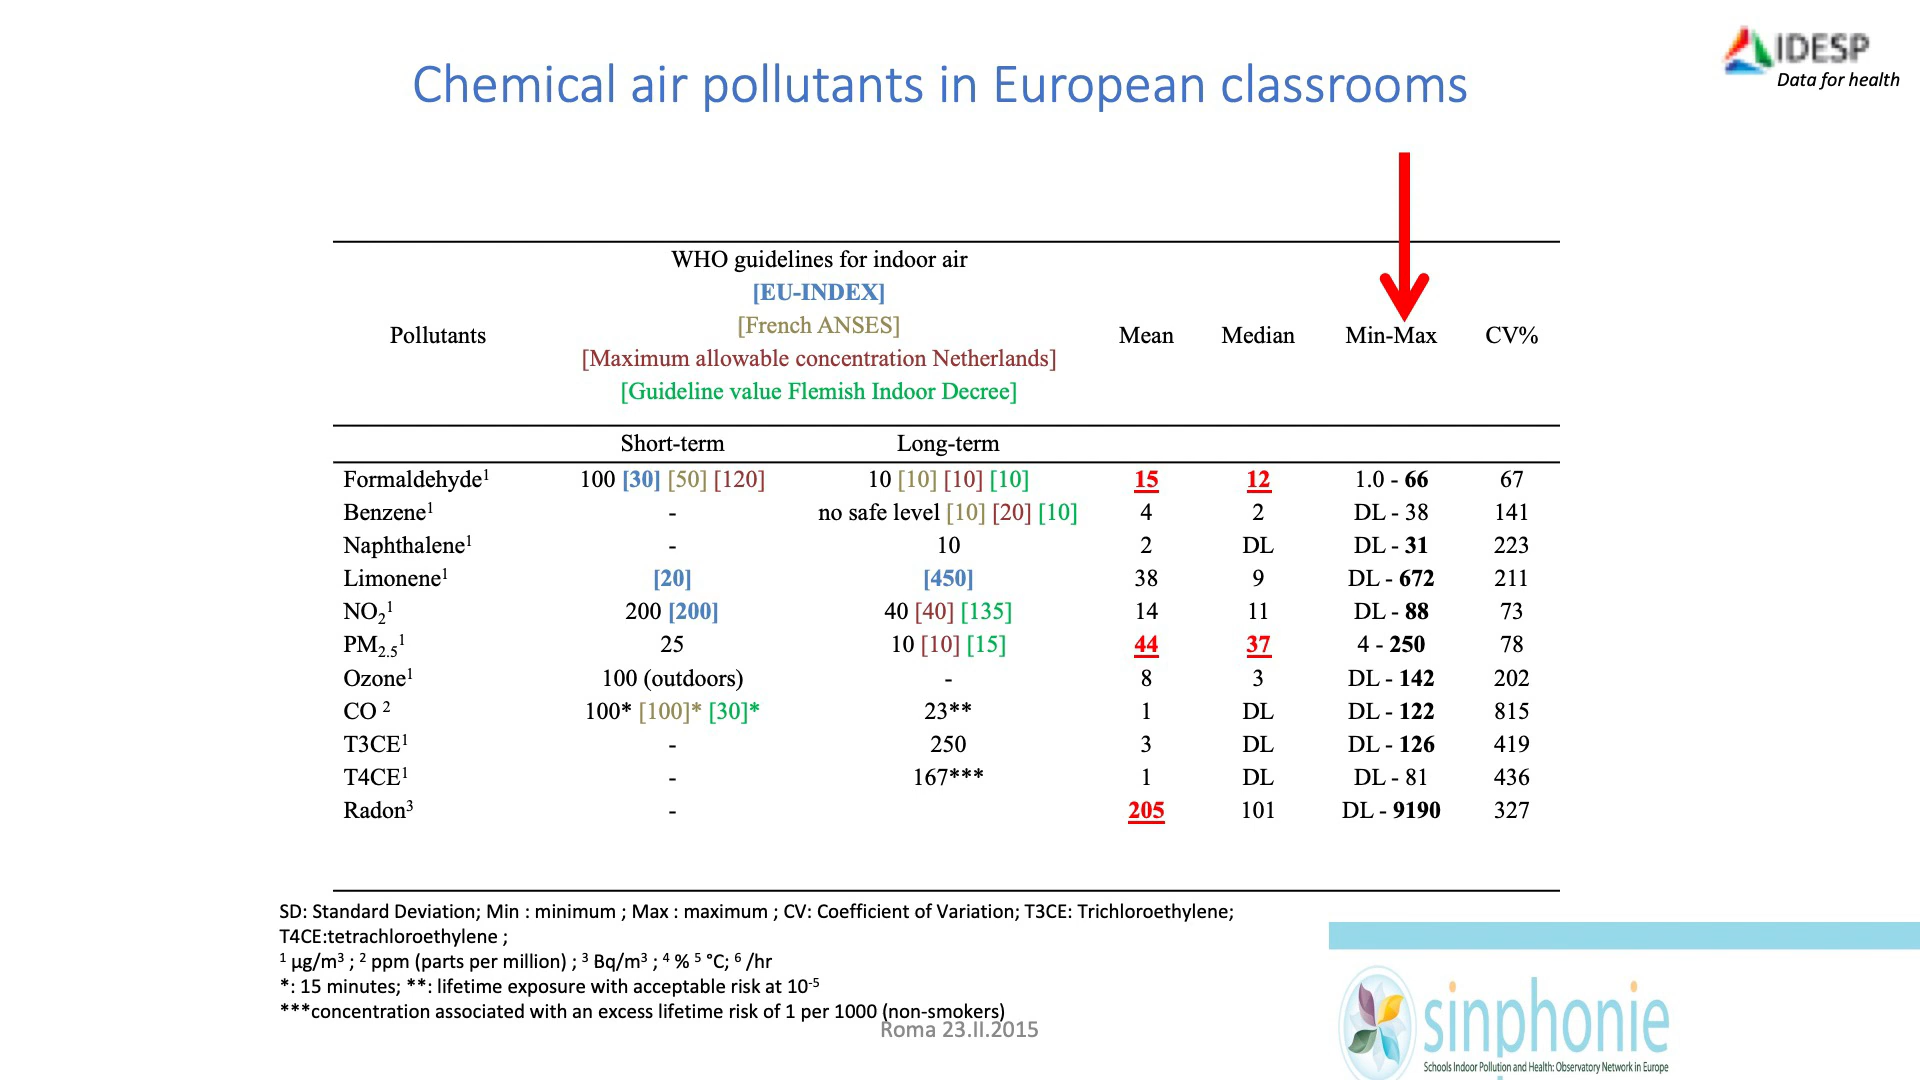 IDESP
Data for health
Chemical air pollutants in European classrooms
WHO guidelines for indoor air
[EU-INDEX]
[French ANSES]
Pollutants Mean Median Min-Max CV%
[Maximum allowable concentration Netherlands]
[Guideline value Flemish Indoor Decree]
Short-term Long-term
Formaldehyde¹ 100 [30] [50] [120] 10 [10] [10] [10] 15 12 1.0 - 66 67
Benzene¹ - no safe level [10] [20] [10] 4 2 DL - 38 141
Naphthalene¹ - 10 2 DL DL - 31 223
Limonene¹ [20] [450] 38 9 DL - 672 211
NO₂¹ 200 [200] 40 [40] [135] 14 11 DL - 88 73
PM₂.₅¹ 25 10 [10] [15] 44 37 4 - 250 78
Ozone¹ 100 (outdoors) - 8 3 DL - 142 202
CO ² 100* [100]* [30]* 23** 1 DL DL - 122 815
T3CE¹ - 250 3 DL DL - 126 419
T4CE¹ - 167*** 1 DL DL - 81 436
Radon³ - 205 101 DL - 9190 327
SD: Standard Deviation; Min : minimum ; Max : maximum ; CV: Coefficient of Variation; T3CE: Trichloroethylene;
T4CE:tetrachloroethylene ;
¹ µg/m³ ; ² ppm (parts per million) ; ³ Bq/m³ ; ⁴ % ⁵ °C; ⁶ /hr
*: 15 minutes; **: lifetime exposure with acceptable risk at 10⁻⁵
***concentration associated with an excess lifetime risk of 1 per 1000 (non-smokers)
Roma 23.II.2015
sinphonie
Schools Indoor Pollution and Health: Observatory Network in Europe